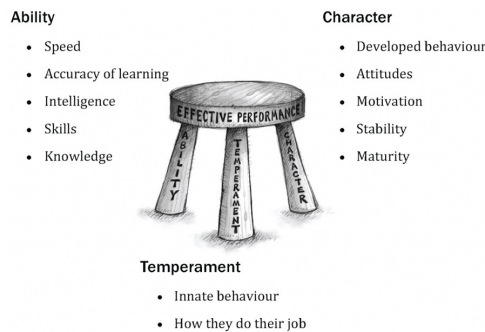 Ability
• Speed
• Accuracy of learning
• Intelligence
• Skills
• Knowledge
Character
• Developed behaviour
• Attitudes
• Motivation
• Stability
• Maturity
EFFECTIVE PERFORMANCE
ABILITY
TEMPERAMENT
CHARACTER
Temperament
• Innate behaviour
• How they do their job